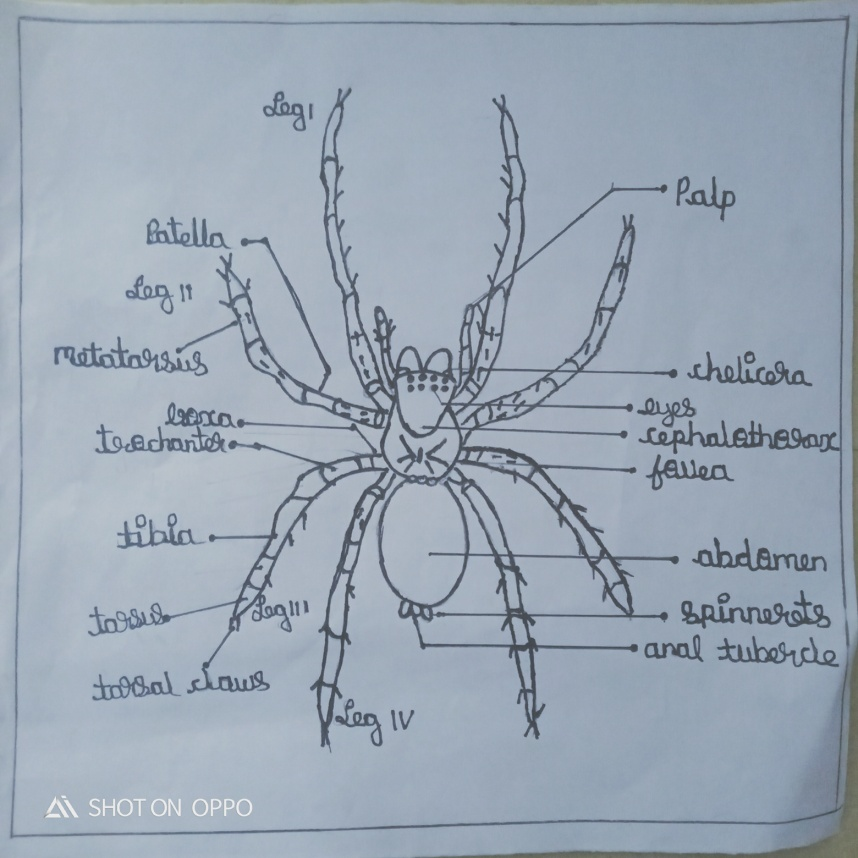 Leg I
Palp
Patella
Leg II
metatarsus
chelicera
eyes
coxa
cephalothorax
trochanter
fovea
tibia
abdomen
tarsus
Leg III
spinnerets
anal tubercle
tarsal claws
Leg IV
SHOT ON OPPO